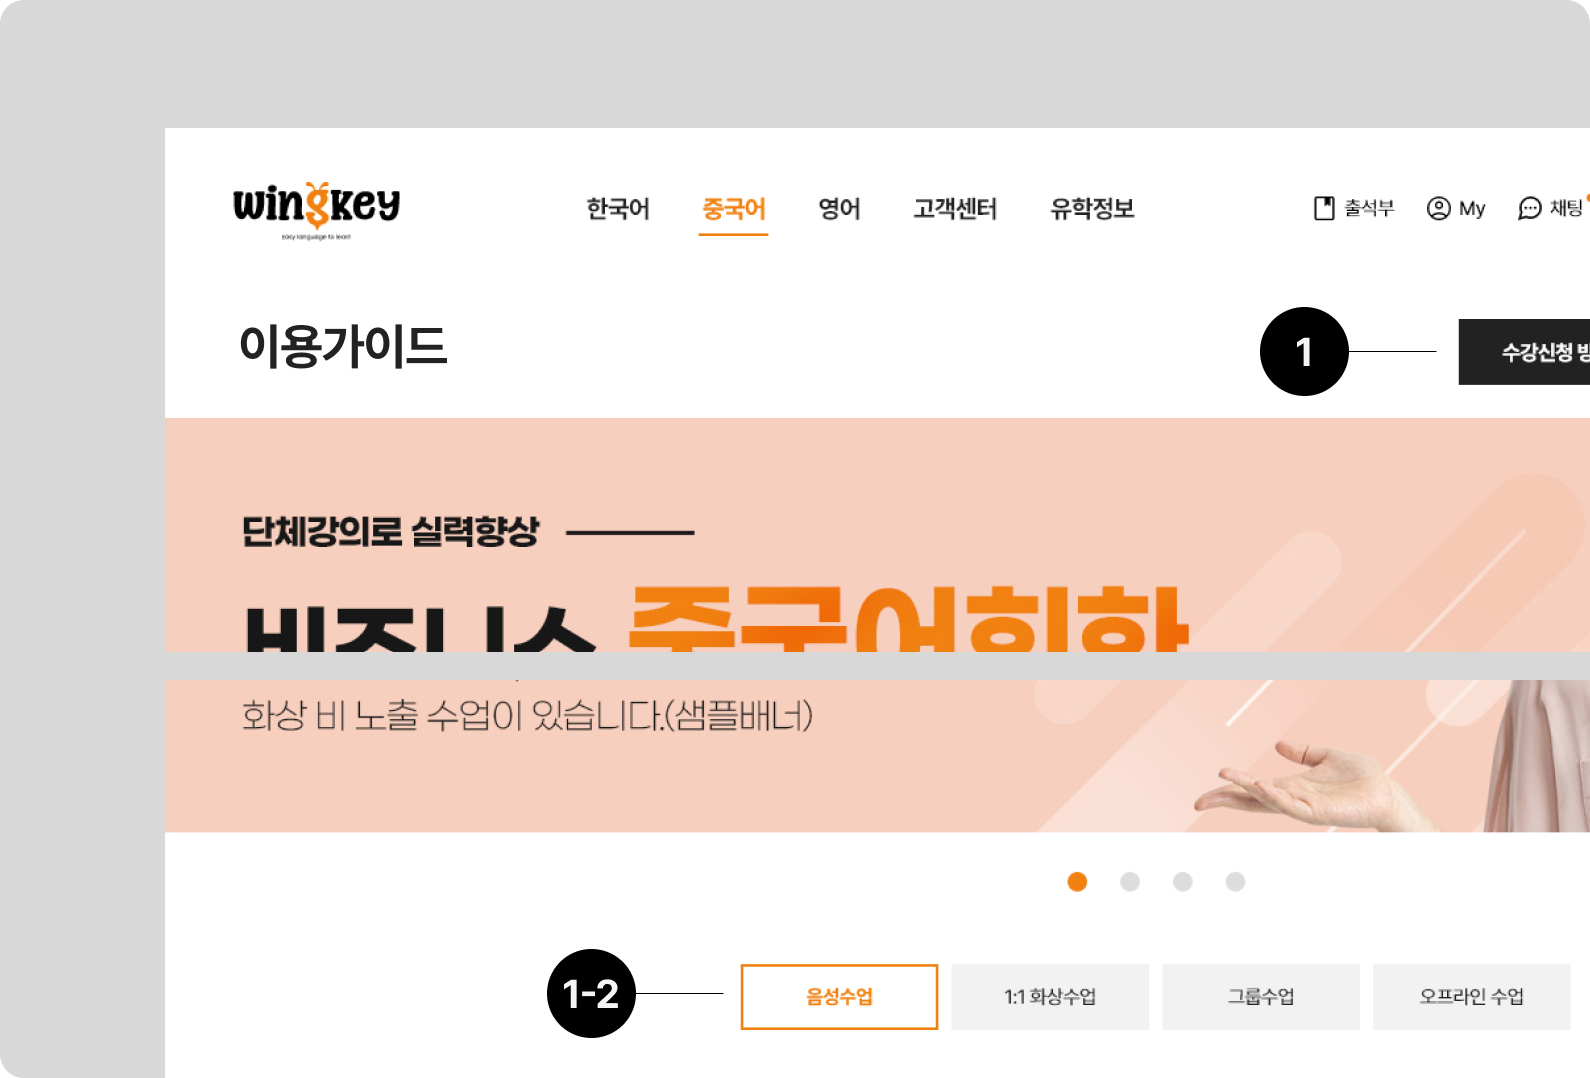 wingkey
easy language to learn
한국어 중국어 영어 고객센터 유학정보
출석부 My 채팅
이용가이드
1
수강신청
단체강의로 실력향상
비즈니스 중국어회화
화상 비 노출 수업이 있습니다.(샘플배너)
1-2
음성수업 1:1 화상수업 그룹수업 오프라인 수업